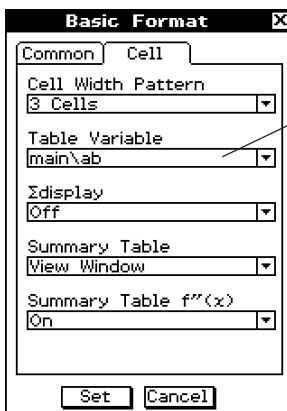 Basic Format
Common Cell
Cell Width Pattern
3 Cells
Table Variable
main\ab
Σdisplay
Off
Summary Table
View Window
Summary Table f″(x)
On
Set Cancel